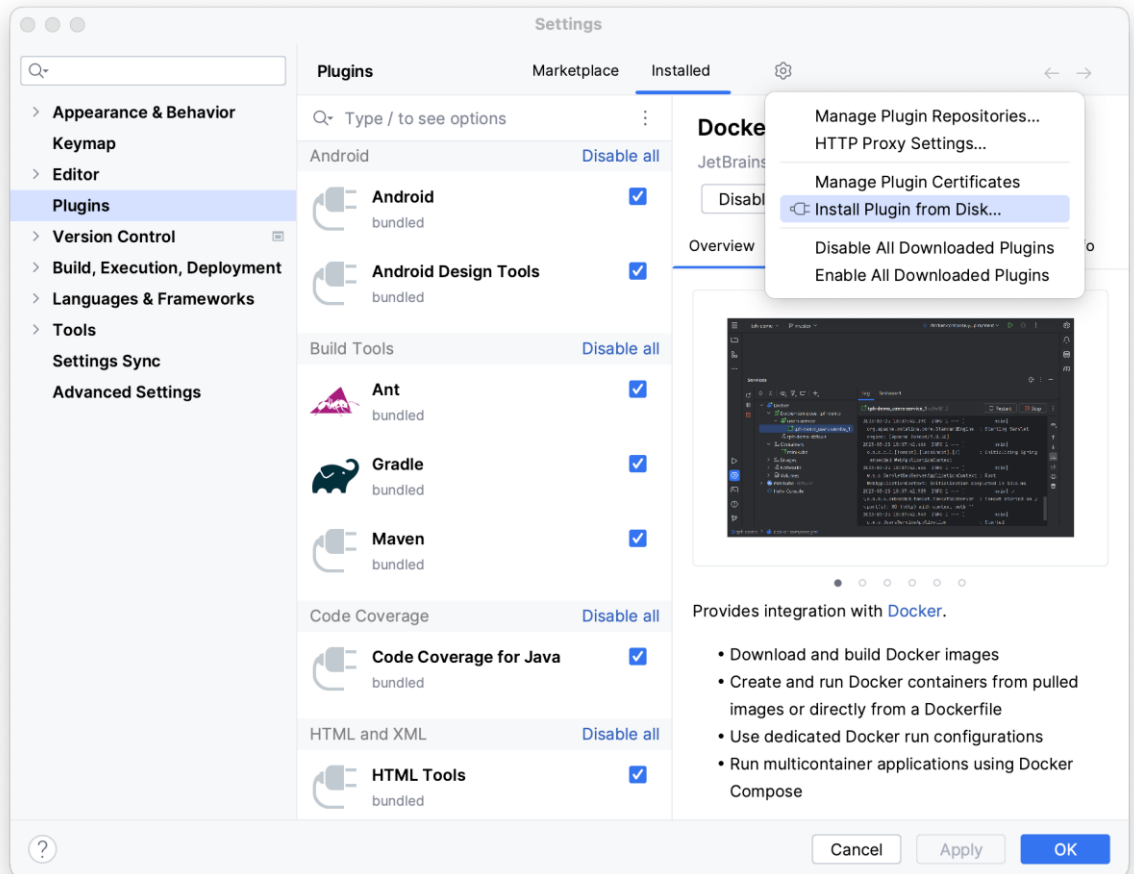 Settings
Plugins
Marketplace
Installed
Appearance & Behavior
Keymap
Editor
Plugins
Version Control
Build, Execution, Deployment
Languages & Frameworks
Tools
Settings Sync
Advanced Settings
Type / to see options
Android Disable all
Android
bundled
Android Design Tools
bundled
Build Tools Disable all
Ant
bundled
Gradle
bundled
Maven
bundled
Code Coverage Disable all
Code Coverage for Java
bundled
HTML and XML Disable all
HTML Tools
bundled
Docke
JetBrains
Disabl
Overview
o
Manage Plugin Repositories...
HTTP Proxy Settings...
Manage Plugin Certificates
Install Plugin from Disk...
Disable All Downloaded Plugins
Enable All Downloaded Plugins
Services
Provides integration with Docker.
• Download and build Docker images
• Create and run Docker containers from pulled
images or directly from a Dockerfile
• Use dedicated Docker run configurations
• Run multicontainer applications using Docker
Compose
?
Cancel
Apply
OK